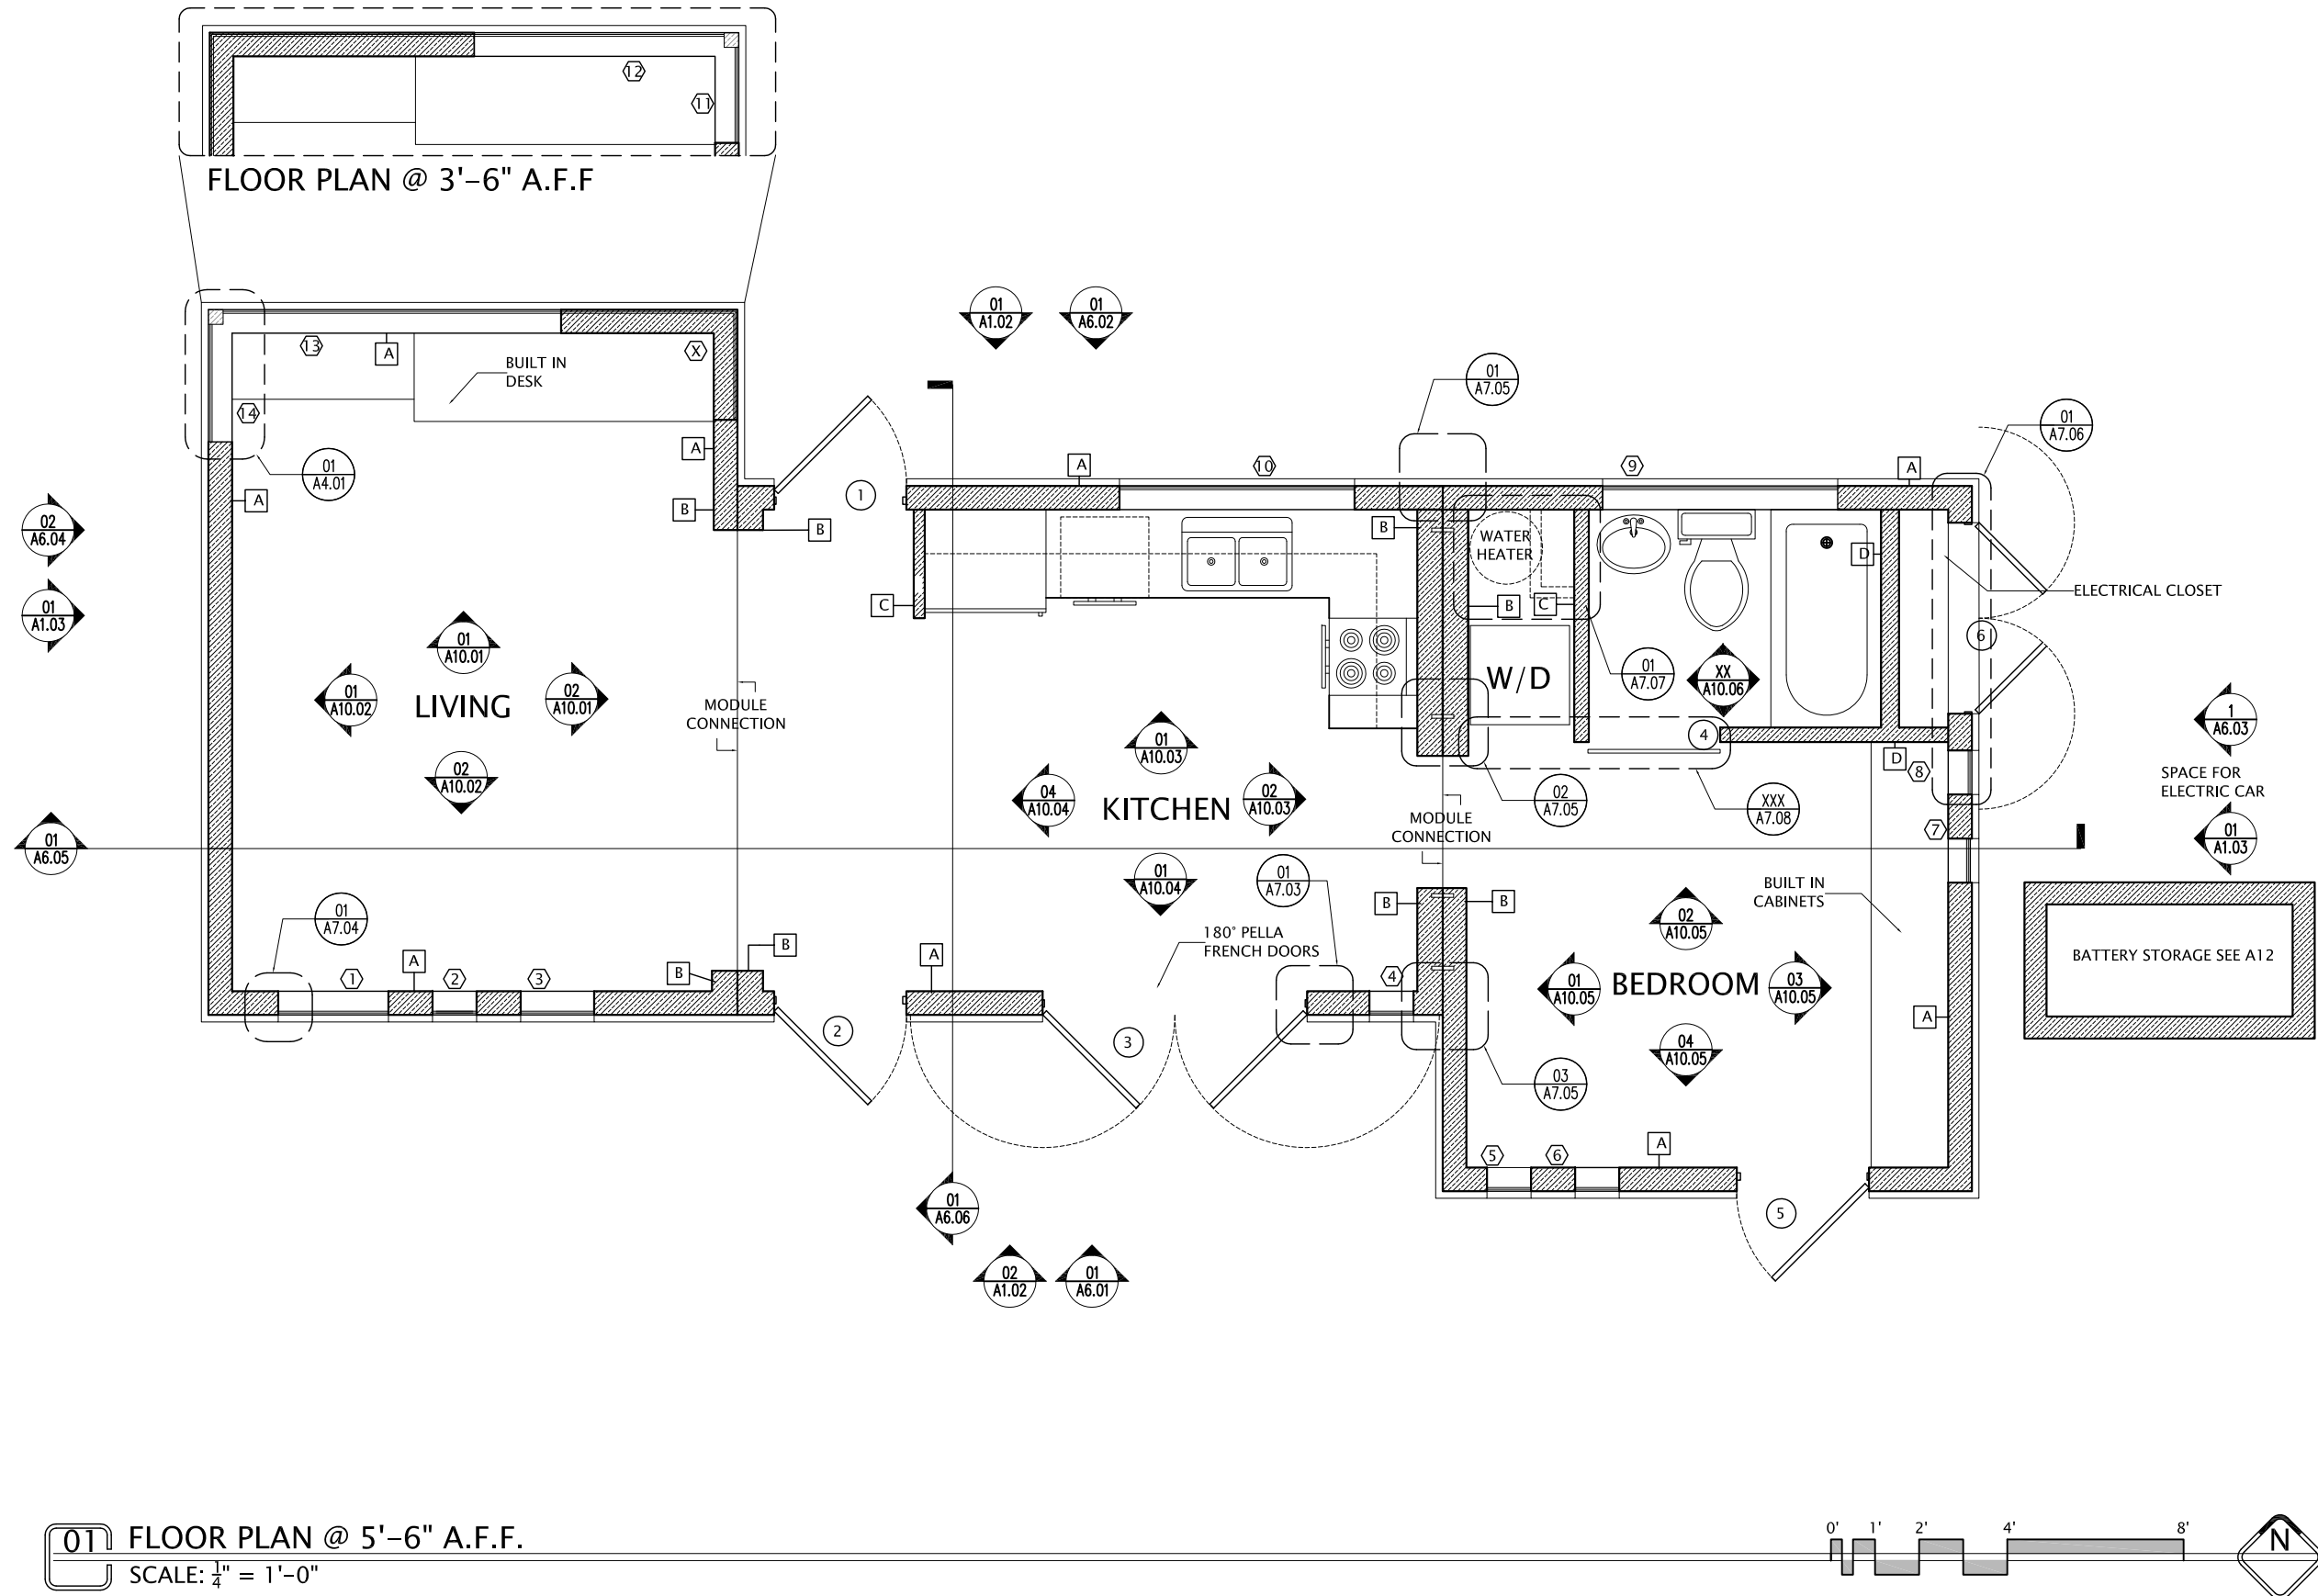 12
11
FLOOR PLAN @ 3'-6" A.F.F
01
A1.02
01
A6.02
13
A
X
BUILT IN
DESK
14
01
A7.05
01
A7.06
01
A4.01
A
A
B
B
1
A
10
9
A
02
A6.04
01
A1.03
B
WATER
HEATER
D
C
B
C
ELECTRICAL CLOSET
6
01
A10.01
01
A10.02
LIVING
02
A10.01
02
A10.02
MODULE
CONNECTION
W/D
01
A7.07
XX
A10.06
4
D
8
1
A6.03
SPACE FOR
ELECTRIC CAR
01
A10.03
04
A10.04
KITCHEN
02
A10.03
01
A10.04
MODULE
CONNECTION
02
A7.05
XXX
A7.08
7
01
A1.03
01
A6.05
01
A7.03
BUILT IN
CABINETS
01
A7.04
A
1
2
3
B
B
A
180° PELLA
FRENCH DOORS
B
B
4
02
A10.05
01
A10.05
BEDROOM
03
A10.05
04
A10.05
A
BATTERY STORAGE SEE A12
2
3
03
A7.05
5
6
A
5
01
A6.06
02
A1.02
01
A6.01
01
FLOOR PLAN @ 5'-6" A.F.F.
SCALE: ¼" = 1'-0"
0' 1' 2' 4' 8'
N